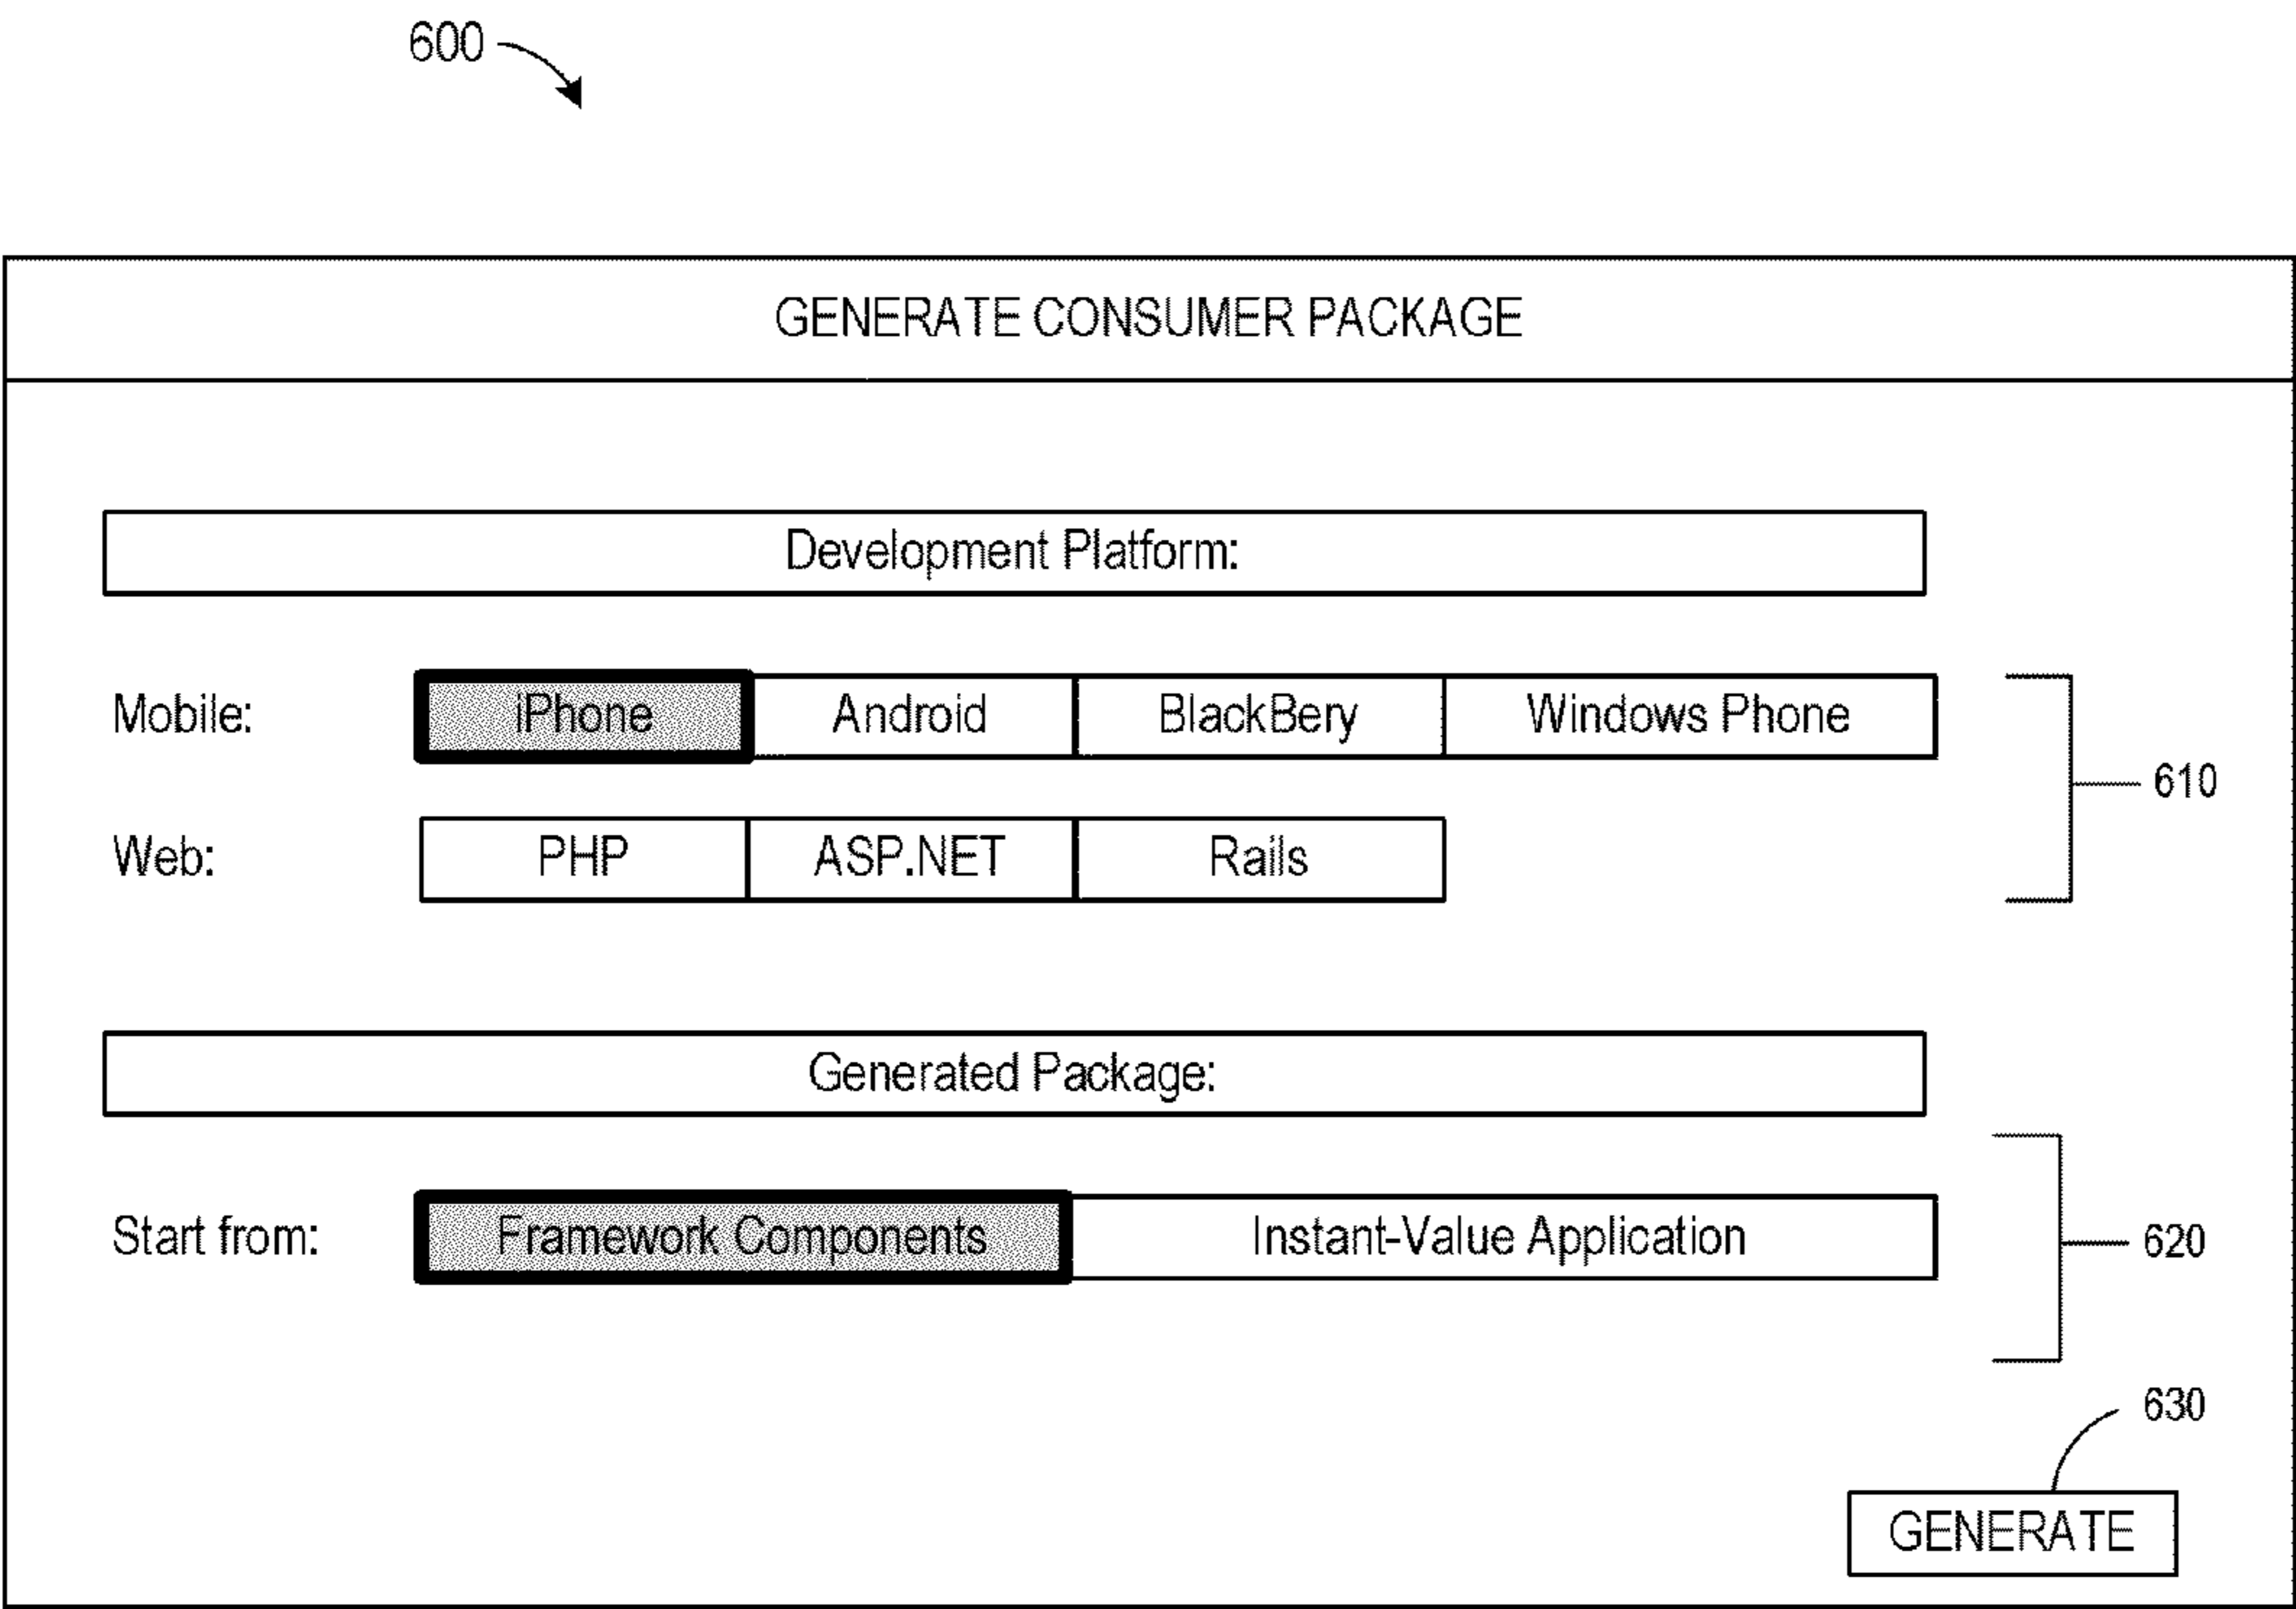 600
GENERATE CONSUMER PACKAGE
Development Platform:
Mobile: iPhone Android BlackBery Windows Phone
610
Web: PHP ASP.NET Rails
Generated Package:
Start from: Framework Components Instant-Value Application
620
630
GENERATE